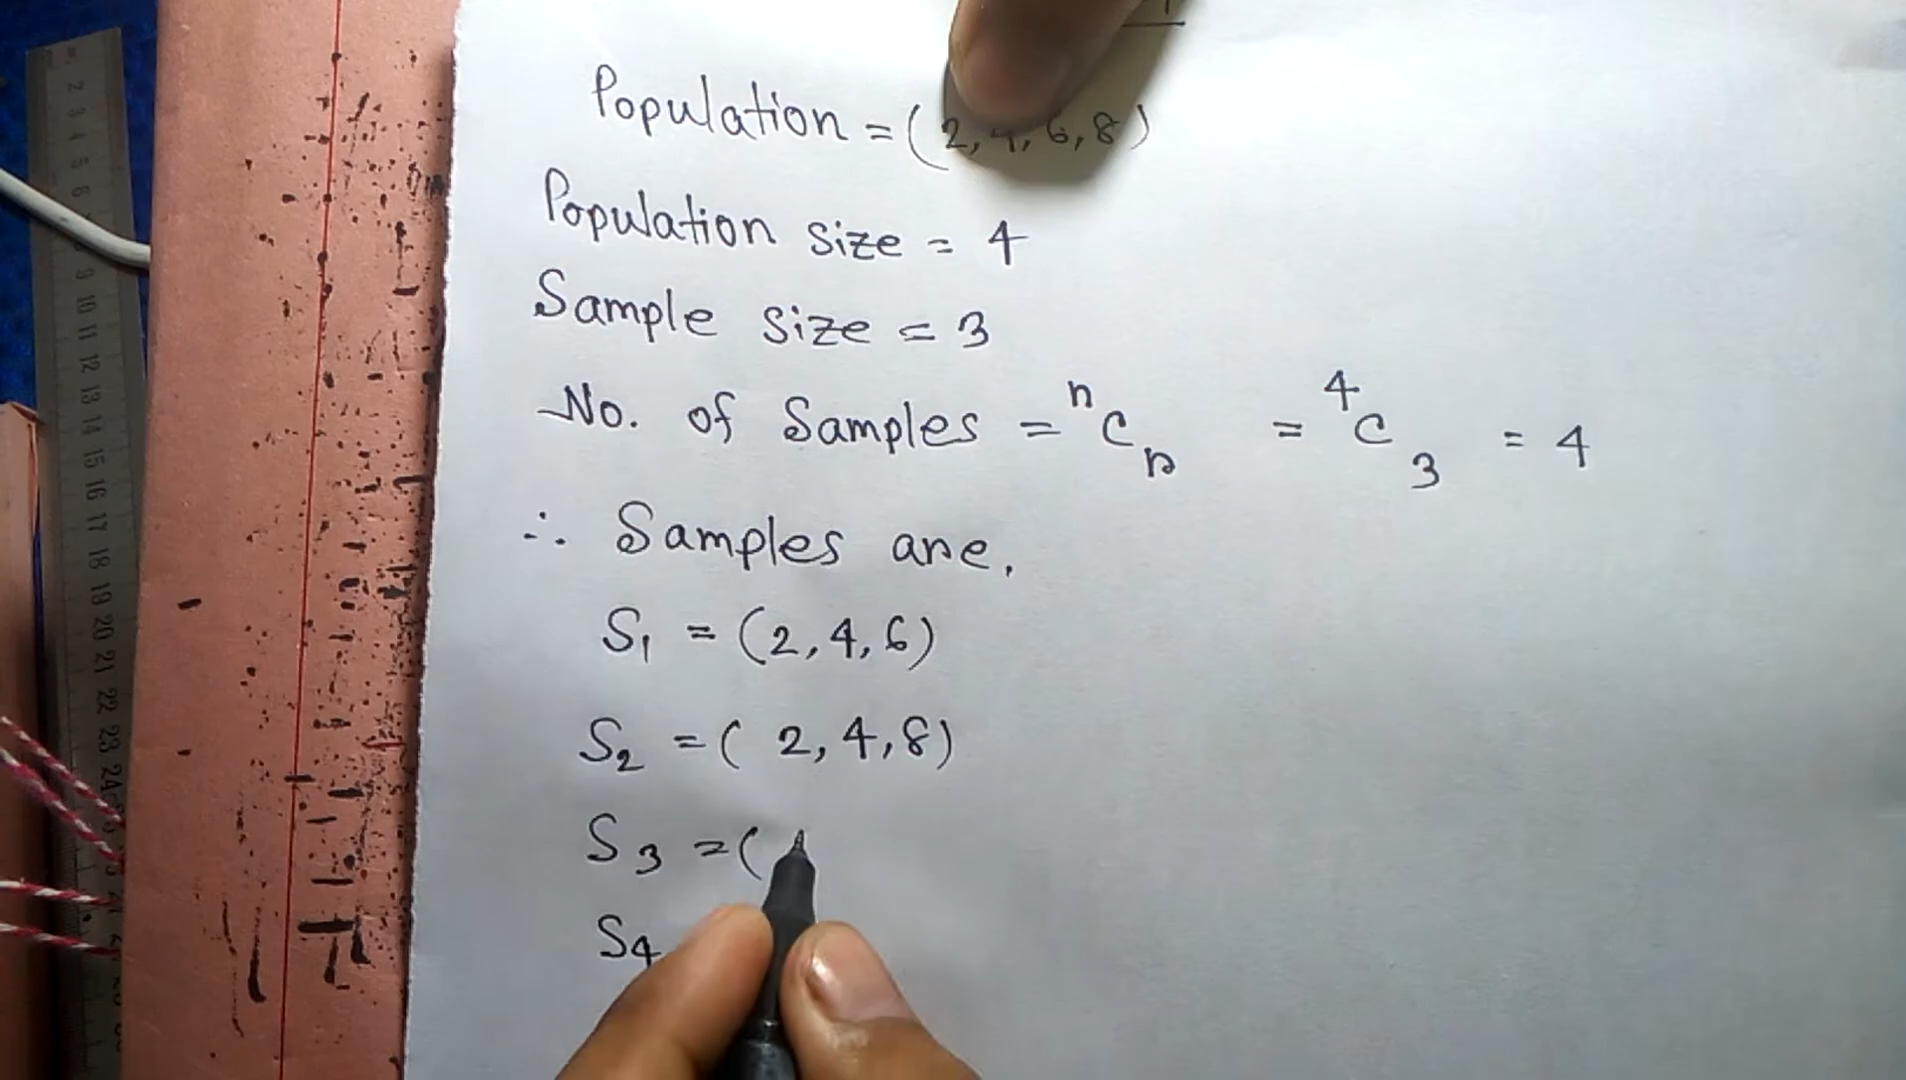 Population = (2, 4, 6, 8)
Population size = 4
Sample size = 3
No. of Samples = ⁿCᵣ = ⁴C₃ = 4
∴ Samples are,
S₁ = (2, 4, 6)
S₂ = ( 2, 4, 8)
S₃ = (
S₄